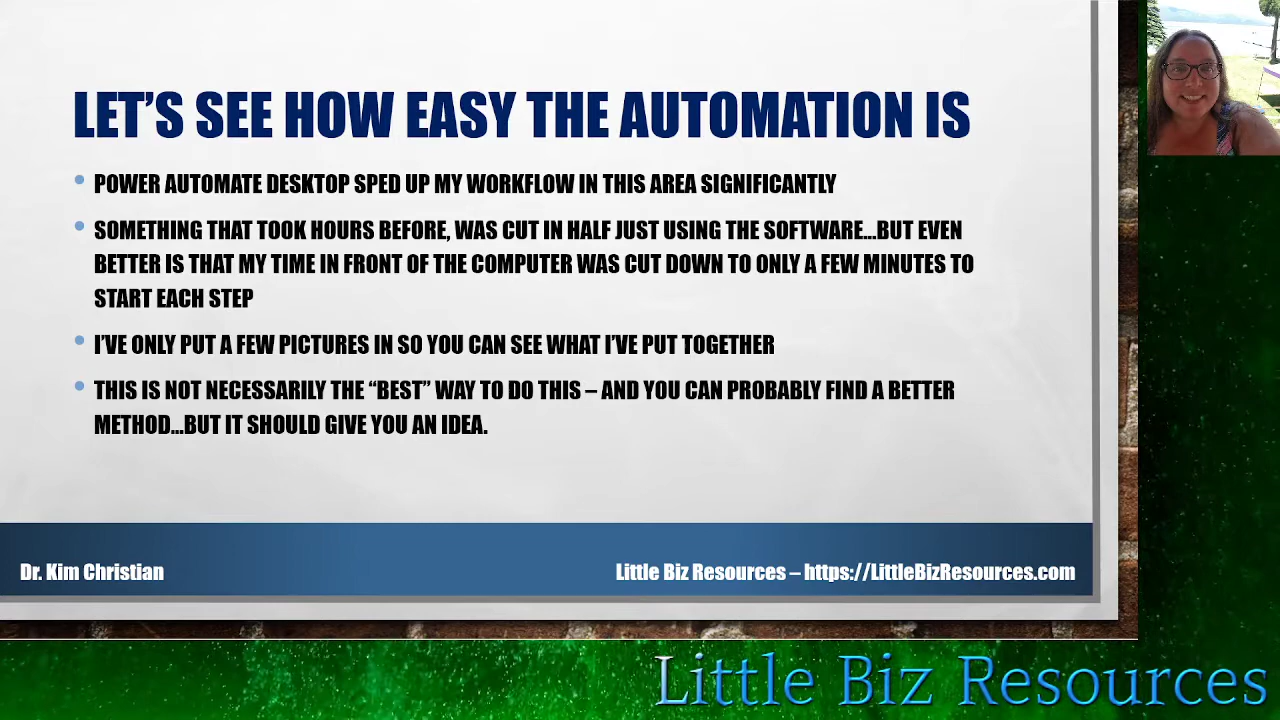 LET'S SEE HOW EASY THE AUTOMATION IS
• POWER AUTOMATE DESKTOP SPED UP MY WORKFLOW IN THIS AREA SIGNIFICANTLY
• SOMETHING THAT TOOK HOURS BEFORE, WAS CUT IN HALF JUST USING THE SOFTWARE...BUT EVEN
BETTER IS THAT MY TIME IN FRONT OF THE COMPUTER WAS CUT DOWN TO ONLY A FEW MINUTES TO
START EACH STEP
• I'VE ONLY PUT A FEW PICTURES IN SO YOU CAN SEE WHAT I'VE PUT TOGETHER
• THIS IS NOT NECESSARILY THE “BEST” WAY TO DO THIS – AND YOU CAN PROBABLY FIND A BETTER
METHOD...BUT IT SHOULD GIVE YOU AN IDEA.
Dr. Kim Christian
Little Biz Resources – https://LittleBizResources.com
Little Biz Resources